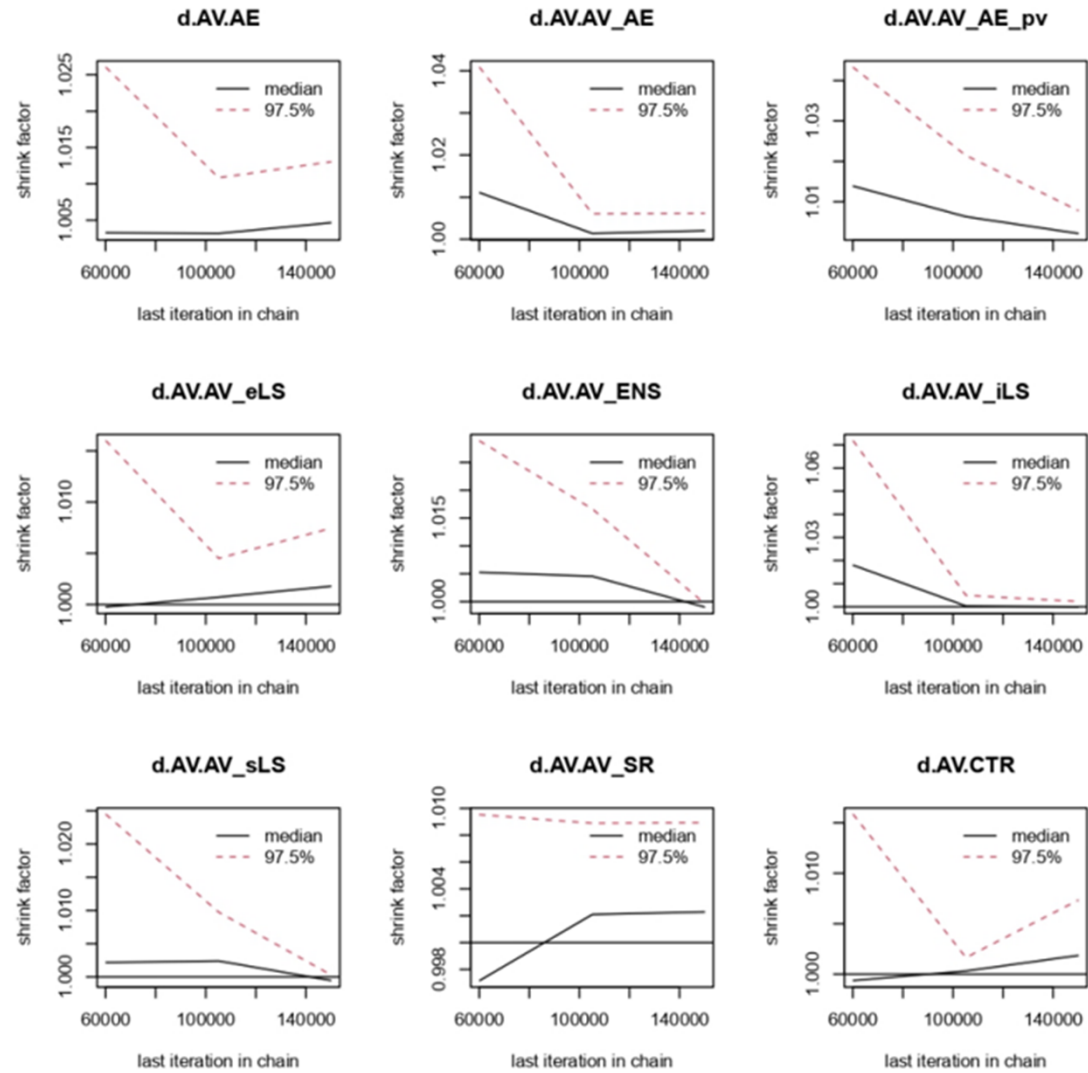 d.AV.AE
shrink factor
1.005 1.015 1.025
median
97.5%
60000 100000 140000
last iteration in chain
d.AV.AV_AE
shrink factor
1.00 1.02 1.04
median
97.5%
60000 100000 140000
last iteration in chain
d.AV.AV_AE_pv
shrink factor
1.01 1.03
median
97.5%
60000 100000 140000
last iteration in chain
d.AV.AV_eLS
shrink factor
1.000 1.010
median
97.5%
60000 100000 140000
last iteration in chain
d.AV.AV_ENS
shrink factor
1.000 1.015
median
97.5%
60000 100000 140000
last iteration in chain
d.AV.AV_iLS
shrink factor
1.00 1.03 1.06
median
97.5%
60000 100000 140000
last iteration in chain
d.AV.AV_sLS
shrink factor
1.000 1.010 1.020
median
97.5%
60000 100000 140000
last iteration in chain
d.AV.AV_SR
shrink factor
0.998 1.004 1.010
median
97.5%
60000 100000 140000
last iteration in chain
d.AV.CTR
shrink factor
1.000 1.010
median
97.5%
60000 100000 140000
last iteration in chain